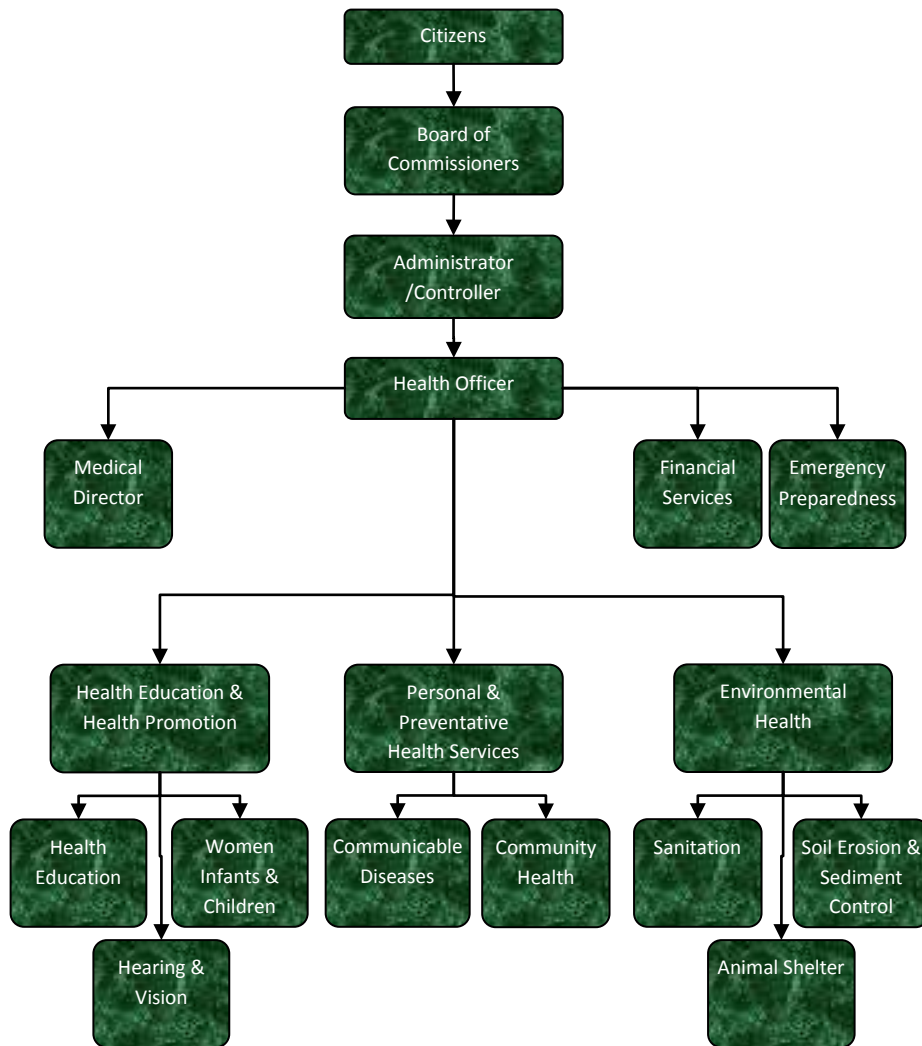 Citizens
Board of
Commissioners
Administrator
/Controller
Health Officer
Medical
Director
Financial
Services
Emergency
Preparedness
Health Education &
Health Promotion
Personal &
Preventative
Health Services
Environmental
Health
Health
Education
Women
Infants &
Children
Communicable
Diseases
Community
Health
Sanitation
Soil Erosion &
Sediment
Control
Hearing &
Vision
Animal Shelter